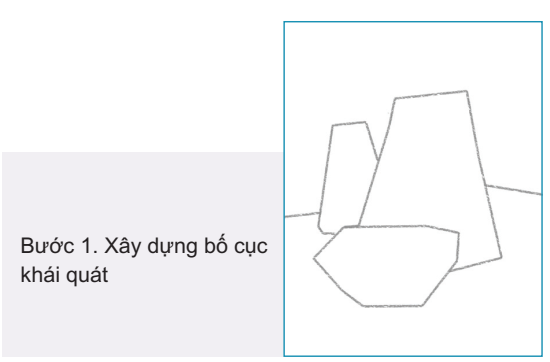 Bước 1. Xây dựng bố cục
khái quát